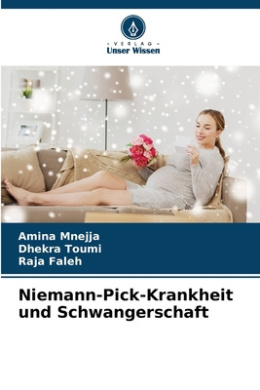 VERLAG
Unser Wissen
Amina Mnejja
Dhekra Toumi
Raja Faleh
Niemann-Pick-Krankheit
und Schwangerschaft